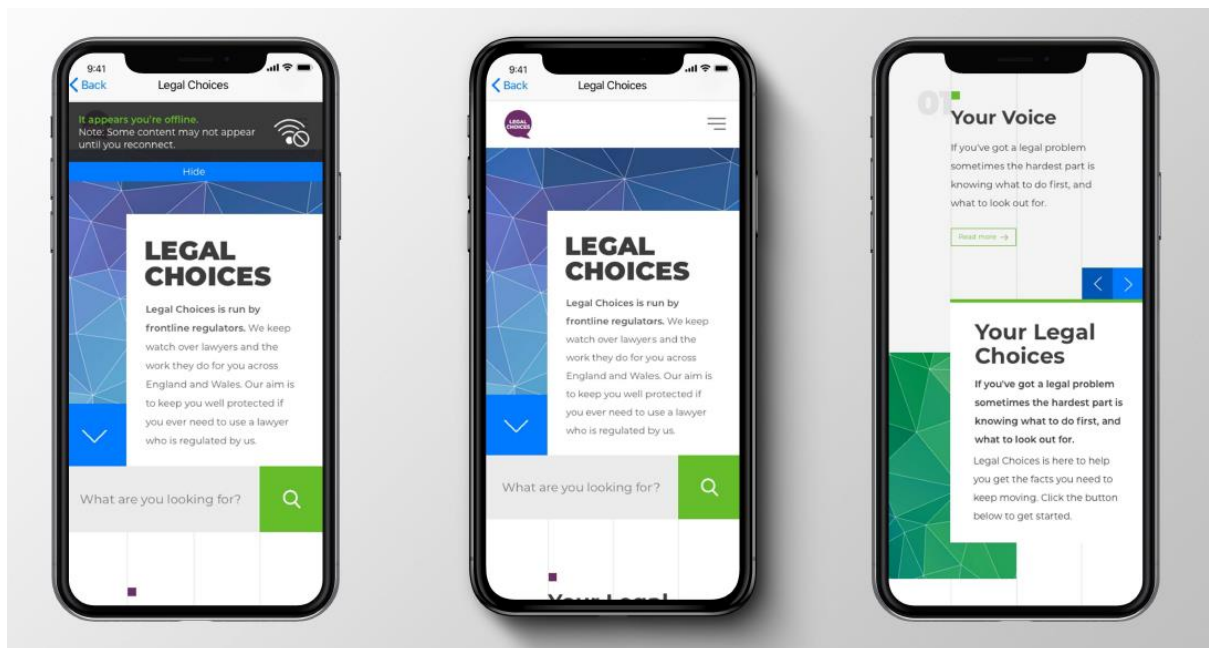 9:41
Back Legal Choices
It appears you're offline.
Note: Some content may not appear
until you reconnect.
Hide
LEGAL
CHOICES
Legal Choices is run by
frontline regulators. We keep
watch over lawyers and the
work they do for you across
England and Wales. Our aim is
to keep you well protected if
you ever need to use a lawyer
who is regulated by us.
What are you looking for?
9:41
Back Legal Choices
LEGAL
CHOICES
LEGAL
CHOICES
Legal Choices is run by
frontline regulators. We keep
watch over lawyers and the
work they do for you across
England and Wales. Our aim is
to keep you well protected if
you ever need to use a lawyer
who is regulated by us.
What are you looking for?
Your Legal
01
Your Voice
If you've got a legal problem
sometimes the hardest part is
knowing what to do first, and
what to look out for.
Read more
Your Legal
Choices
If you've got a legal problem
sometimes the hardest part is
knowing what to do first, and
what to look out for.
Legal Choices is here to help
you get the facts you need to
keep moving. Click the button
below to get started.